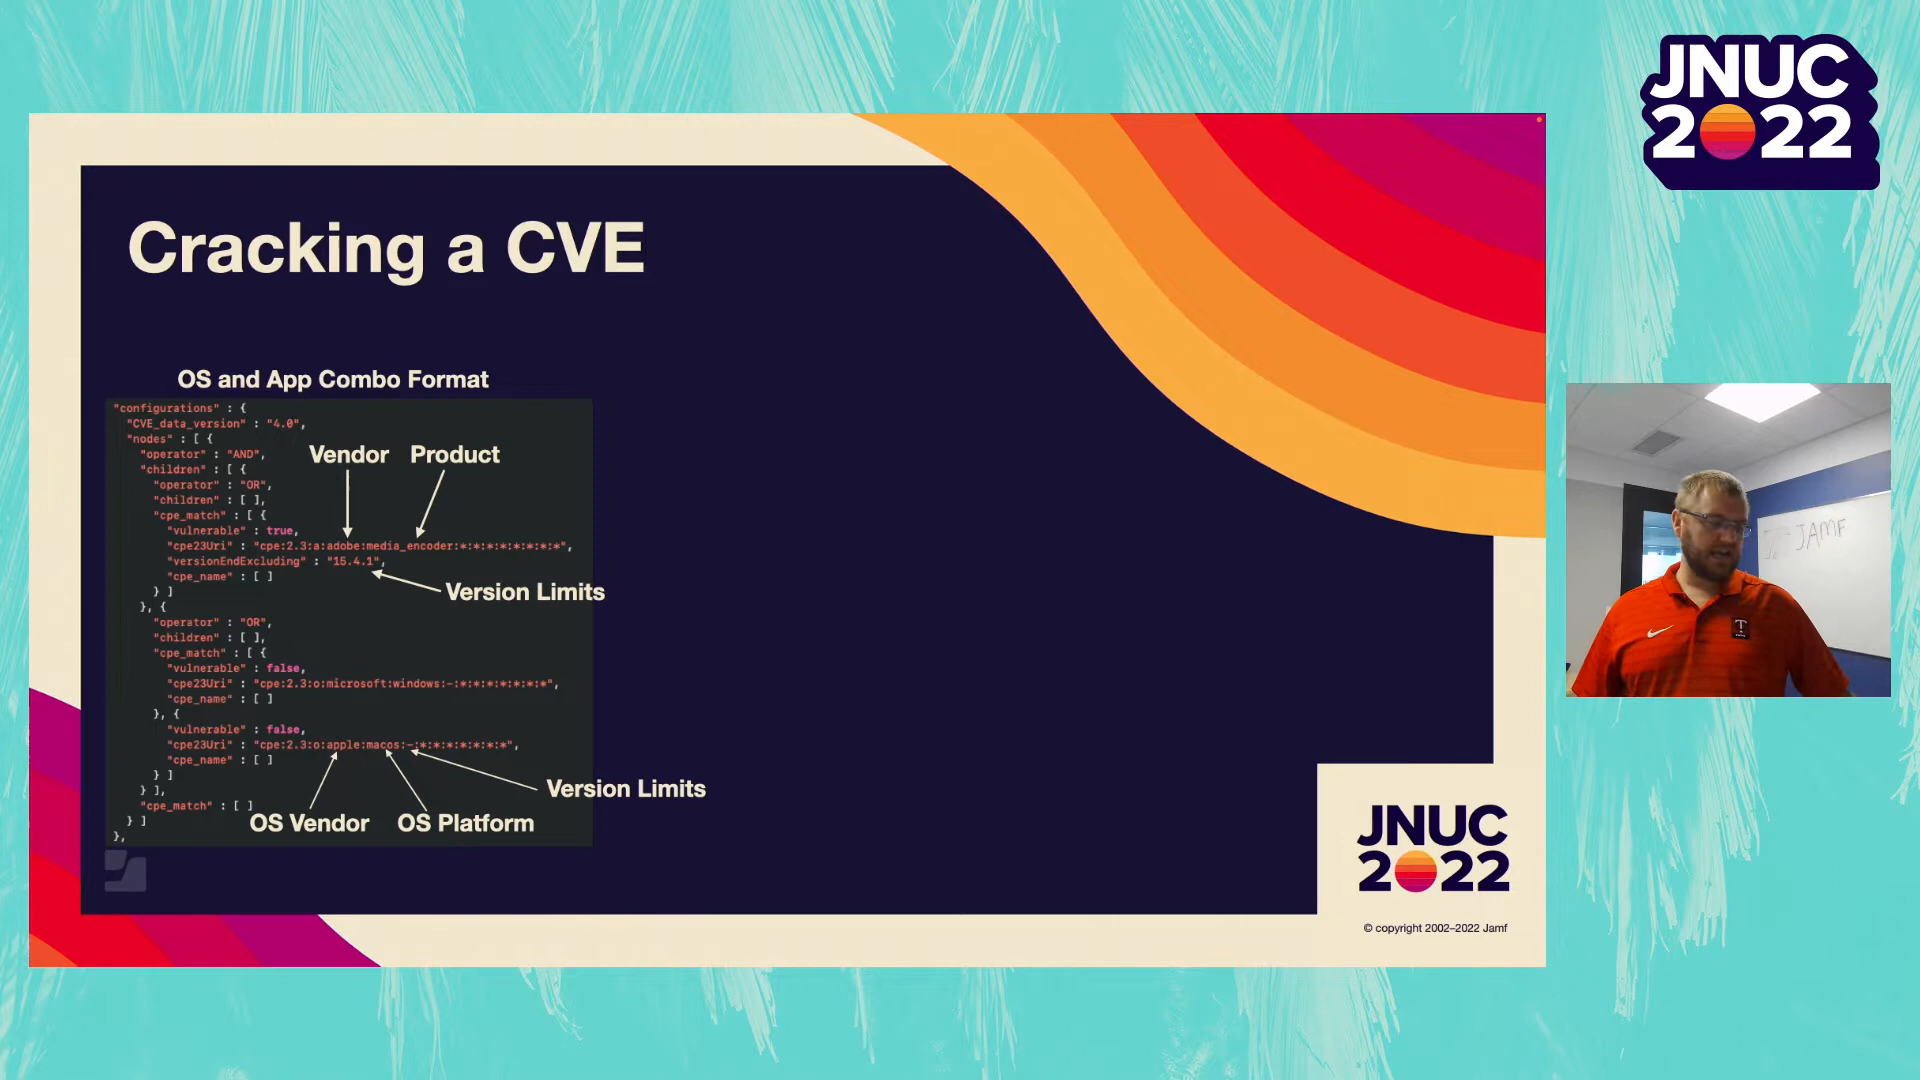 JNUC
2022
Cracking a CVE
OS and App Combo Format
"configurations" : {
"CVE_data_version" : "4.0",
"nodes" : [ {
"operator" : "AND",
"children" : [ {
"operator" : "OR",
"children" : [ ],
"cpe_match" : [ {
"vulnerable" : true,
"cpe23Uri" : "cpe:2.3:a:adobe:media_encoder:*:*:*:*:*:*:*:*",
"versionEndExcluding" : "15.4.1",
"cpe_name" : [ ]
} ]
}, {
"operator" : "OR",
"children" : [ ],
"cpe_match" : [ {
"vulnerable" : false,
"cpe23Uri" : "cpe:2.3:o:microsoft:windows:-:*:*:*:*:*:*:*",
"cpe_name" : [ ]
}, {
"vulnerable" : false,
"cpe23Uri" : "cpe:2.3:o:apple:macos:-:*:*:*:*:*:*:*",
"cpe_name" : [ ]
} ]
} ],
"cpe_match" : [ ]
} ]
},
Vendor Product
Version Limits
Version Limits
OS Vendor OS Platform
JNUC
2022
© copyright 2002–2022 Jamf
JAMF
T